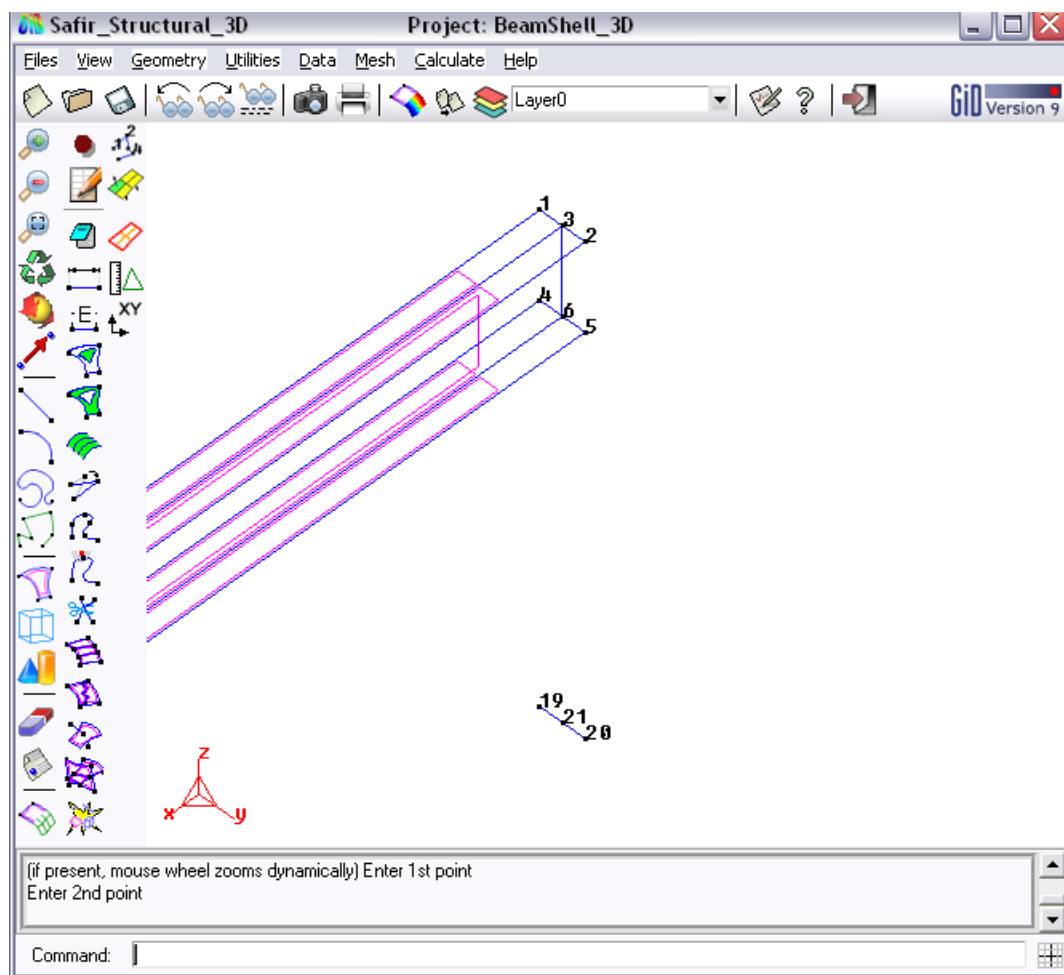 Safir_Structural_3D Project: BeamShell_3D
Files View Geometry Utilities Data Mesh Calculate Help
Layer0
GiD Version 9
1
3
2
4
6
5
E
XY
19
21
20
z
x y
(if present, mouse wheel zooms dynamically) Enter 1st point
Enter 2nd point
Command: